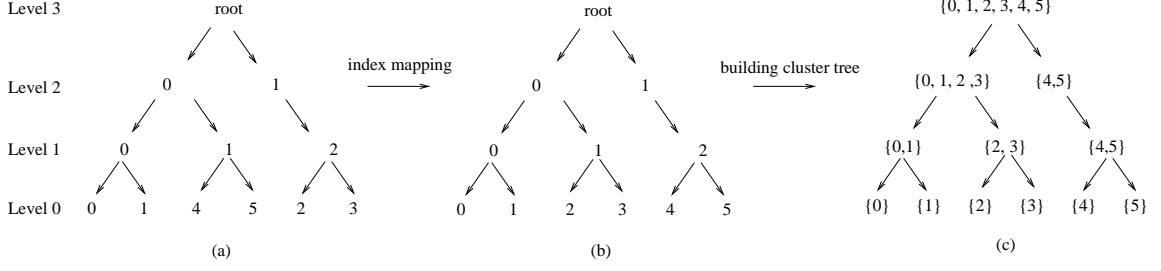 Level 3 root root {0, 1, 2, 3, 4, 5}
index mapping building cluster tree
Level 2 0 1 0 1 {0, 1, 2 ,3} {4,5}
Level 1 0 1 2 0 1 2 {0,1} {2, 3} {4,5}
Level 0 0 1 4 5 2 3 0 1 2 3 4 5 {0} {1} {2} {3} {4} {5}
(a) (b) (c)